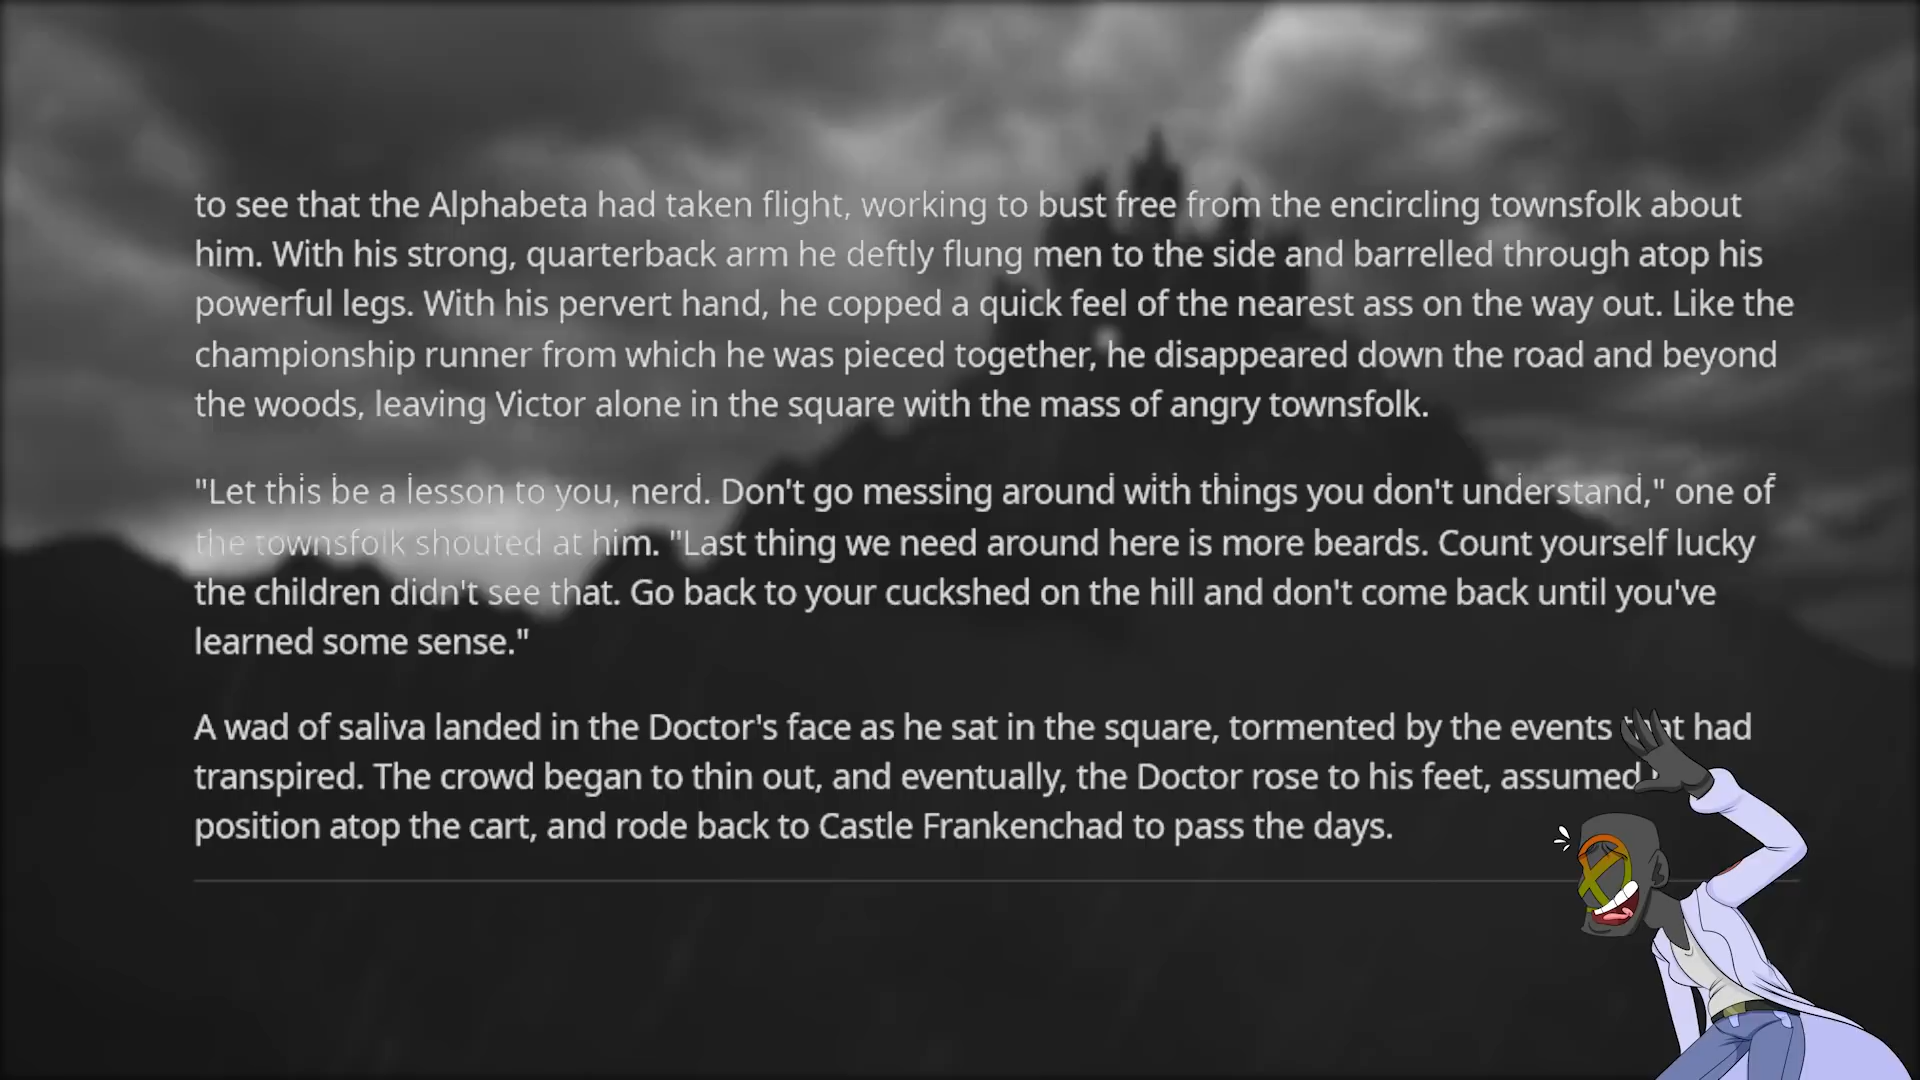 to see that the Alphabeta had taken flight, working to bust free from the encircling townsfolk about
him. With his strong, quarterback arm he deftly flung men to the side and barrelled through atop his
powerful legs. With his pervert hand, he copped a quick feel of the nearest ass on the way out. Like the
championship runner from which he was pieced together, he disappeared down the road and beyond
the woods, leaving Victor alone in the square with the mass of angry townsfolk.
"Let this be a lesson to you, nerd. Don't go messing around with things you don't understand," one of
the townsfolk shouted at him. "Last thing we need around here is more beards. Count yourself lucky
the children didn't see that. Go back to your cuckshed on the hill and don't come back until you've
learned some sense."
A wad of saliva landed in the Doctor's face as he sat in the square, tormented by the events that had
transpired. The crowd began to thin out, and eventually, the Doctor rose to his feet, assumed
position atop the cart, and rode back to Castle Frankenchad to pass the days.